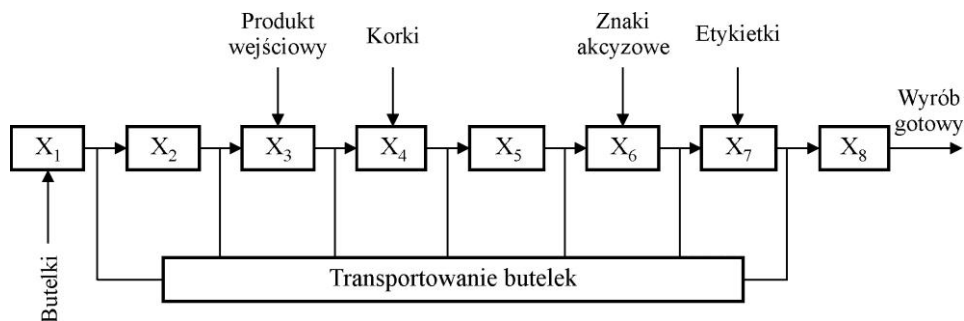 Produkt
wejściowy
Korki
Znaki
akcyzowe
Etykietki
Wyrób
gotowy
X1
X2
X3
X4
X5
X6
X7
X8
Butelki
Transportowanie butelek